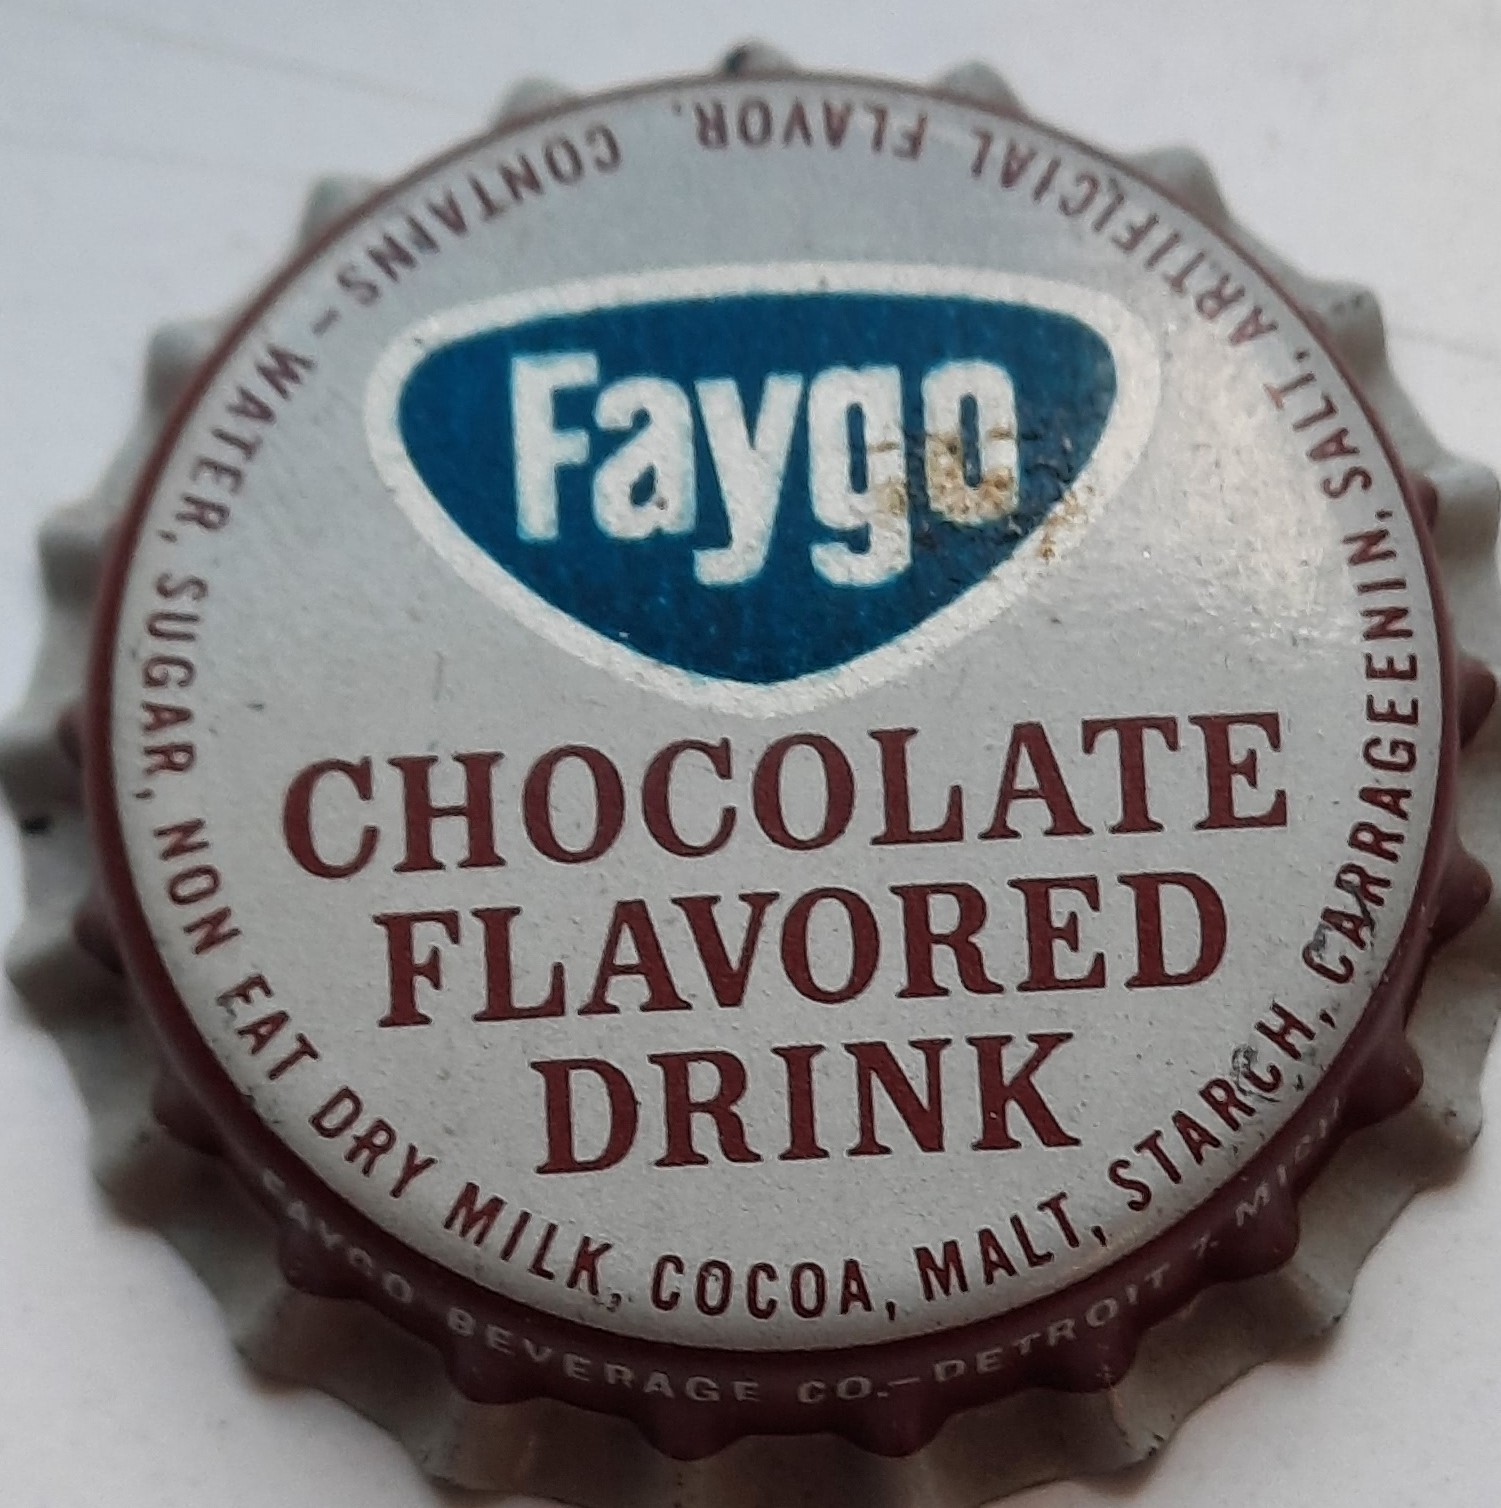 Faygo
CHOCOLATE
FLAVORED
DRINK
CONTAINS - WATER, SUGAR, NON EAT DRY MILK, COCOA, MALT, STARCH, CARRAGEENIN, SALT, ARTIFICIAL FLAVOR.
FAYGO BEVERAGE CO.-DETROIT 7, MICH.